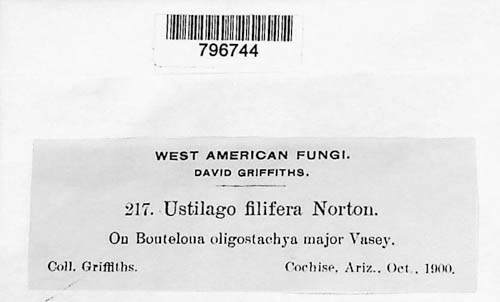 796744
WEST AMERICAN FUNGI.
DAVID GRIFFITHS.
217. Ustilago filifera Norton.
On Bouteloua oligostachya major Vasey.
Coll. Griffiths. Cochise, Ariz., Oct., 1900.